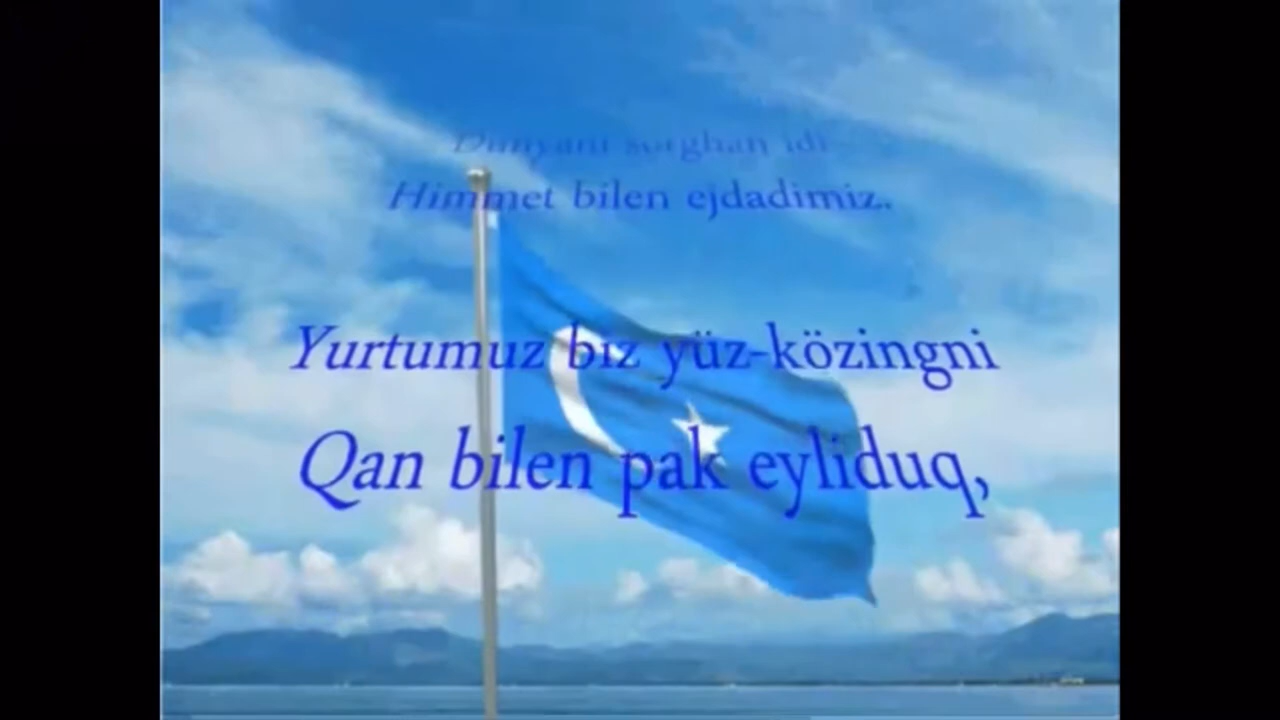 Dunyani sorghan idi
Himmet bilen ejdadimiz.
Yurtumuz biz yüz-közingni
Qan bilen pak eyliduq,